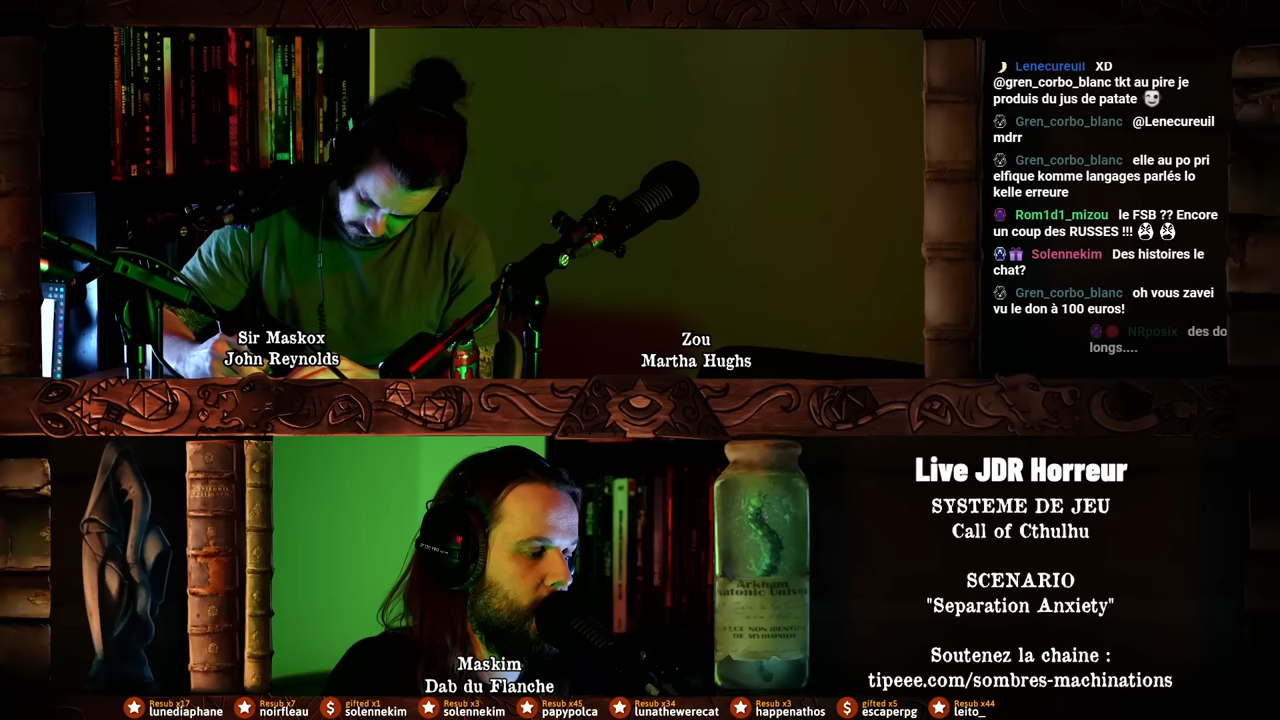 Lenecureuil XD
@gren_corbo_blanc tkt au pire je
produis du jus de patate
Gren_corbo_blanc @Lenecureuil
mdrr
Gren_corbo_blanc elle au po pri
elfique komme langages parlés lo
kelle erreure
Rom1d1_mizou le FSB ?? Encore
un coup des RUSSES !!!
Solennekim Des histoires le
chat?
Gren_corbo_blanc oh vous zavei
vu le don à 100 euros!
NRposix des do
longs....
Sir Maskox
John Reynolds
Zou
Martha Hughs
Maskim
Dab du Flanche
Arkham
Live JDR Horreur
SYSTEME DE JEU
Call of Cthulhu
SCENARIO
"Separation Anxiety"
Soutenez la chaine :
tipeee.com/sombres-machinations
Resub x17
lunediaphane
Resub x7
noirfleau
gifted x1
solennekim
Resub x3
solennekim
Resub x45
papypolca
Resub x34
lunathewerecat
Resub x3
happenathos
gifted x5
escaperpg
Resub x44
leito_